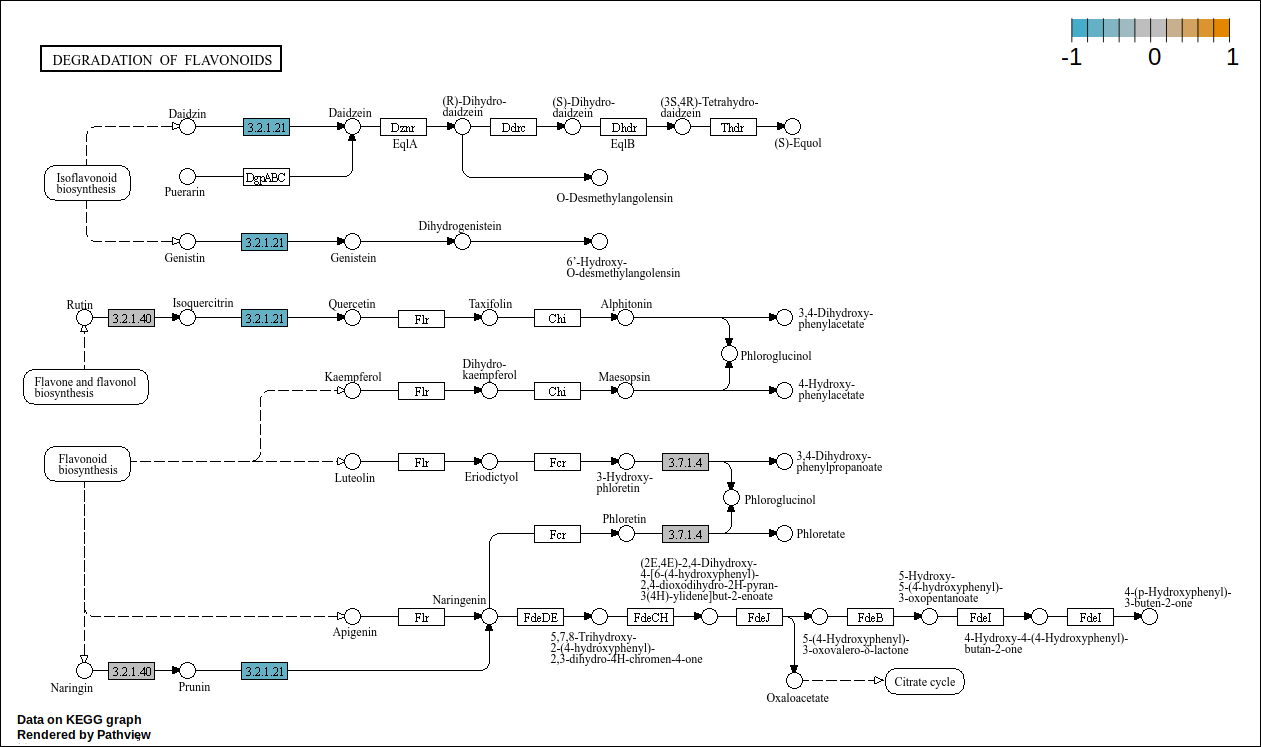 -1 0 1
DEGRADATION OF FLAVONOIDS
Daidzin
3.2.1.21
Daidzein
Dznr
EqlA
(R)-Dihydro-
daidzein
Ddrc
(S)-Dihydro-
daidzein
Dhdr
EqlB
(3S,4R)-Tetrahydro-
daidzein
Thdr
(S)-Equol
Isoflavonoid
biosynthesis
Puerarin
DgpABC
O-Desmethylangolensin
Genistin
3.2.1.21
Genistein
Dihydrogenistein
6'-Hydroxy-
O-desmethylangolensin
Rutin
3.2.1.40
Isoquercitrin
3.2.1.21
Quercetin
Flr
Taxifolin
Chi
Alphitonin
3,4-Dihydroxy-
phenylacetate
Phloroglucinol
Flavone and flavonol
biosynthesis
Kaempferol
Flr
Dihydro-
kaempferol
Chi
Maesopsin
4-Hydroxy-
phenylacetate
Flavonoid
biosynthesis
Luteolin
Flr
Eriodictyol
Fcr
3-Hydroxy-
phloretin
3.7.1.4
3,4-Dihydroxy-
phenylpropanoate
Phloroglucinol
Fcr
Phloretin
3.7.1.4
Phloretate
Apigenin
Flr
Naringenin
FdeDE
5,7,8-Trihydroxy-
2-(4-hydroxyphenyl)-
2,3-dihydro-4H-chromen-4-one
FdeCH
(2E,4E)-2,4-Dihydroxy-
4-[6-(4-hydroxyphenyl)-
2,4-dioxodihydro-2H-pyran-
3(4H)-ylidene]but-2-enoate
FdeJ
5-(4-Hydroxyphenyl)-
3-oxovalero-δ-lactone
FdeB
5-Hydroxy-
5-(4-hydroxyphenyl)-
3-oxopentanoate
FdeI
4-Hydroxy-4-(4-Hydroxyphenyl)-
butan-2-one
FdeI
4-(p-Hydroxyphenyl)-
3-buten-2-one
Naringin
3.2.1.40
Prunin
3.2.1.21
Oxaloacetate
Citrate cycle
Data on KEGG graph
Rendered by Pathview